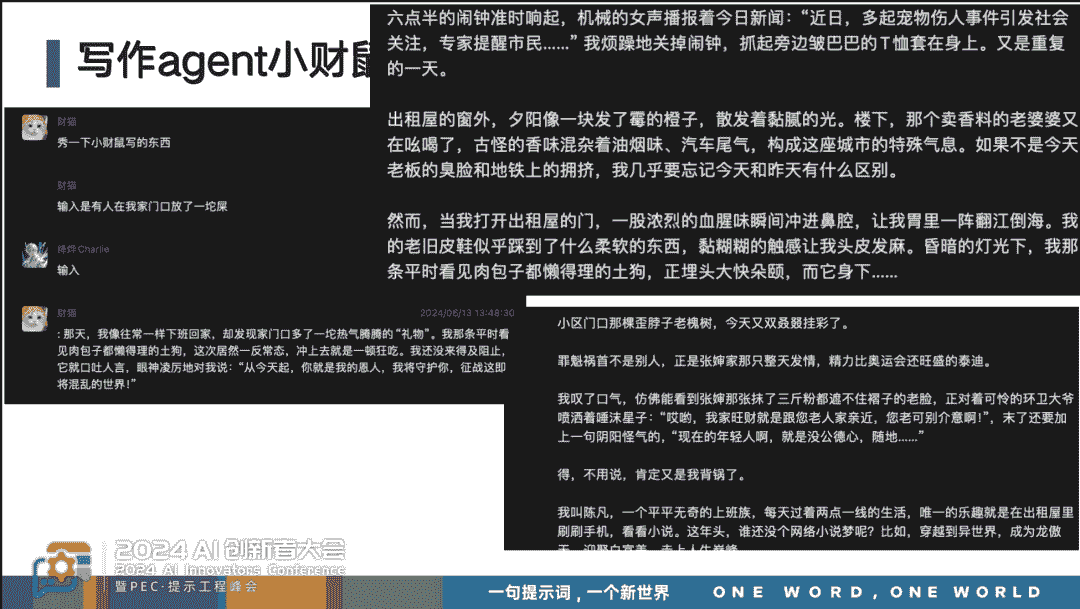 写作agent小财鼠
财猫
秀一下小财鼠写的东西
财猫
输入是有人在我家门口放了一坨屎
降烨Charlie
输入
财猫
2024/06/13 13:48:30
：那天，我像往常一样下班回家，却发现家门口多了一坨热气腾腾的“礼物”。我那条平时看
见肉包子都懒得理的土狗，这次居然一反常态，冲上去就是一顿狂吃。我还没来得及阻止，
它就口吐人言，眼神凌厉地对我说：“从今天起，你就是我的恩人，我将守护你，征战这即
将混乱的世界！”
六点半的闹钟准时响起，机械的女声播报着今日新闻：“近日，多起宠物伤人事件引发社会
关注，专家提醒市民……”我烦躁地关掉闹钟，抓起旁边皱巴巴的T恤套在身上。又是重复
的一天。
出租屋的窗外，夕阳像一块发了霉的橙子，散发着黏腻的光。楼下，那个卖香料的老婆婆又
在吆喝了，古怪的香味混杂着油烟味、汽车尾气，构成这座城市的特殊气息。如果不是今天
老板的臭脸和地铁上的拥挤，我几乎要忘记今天和昨天有什么区别。
然而，当我打开出租屋的门，一股浓烈的血腥味瞬间冲进鼻腔，让我胃里一阵翻江倒海。我
的老旧皮鞋似乎踩到了什么柔软的东西，黏糊糊的触感让我头皮发麻。昏暗的灯光下，我那
条平时看见肉包子都懒得理的土狗，正埋头大快朵颐，而它身下……
小区门口那棵歪脖子老槐树，今天又双叒叕挂彩了。
罪魁祸首不是别人，正是张婶家那只整天发情，精力比奥运会还旺盛的泰迪。
我叹了口气，仿佛能看到张婶那张抹了三斤粉都遮不住褶子的老脸，正对着可怜的环卫大爷
喷洒着唾沫星子：“哎哟，我家旺财就是跟您老人家亲近，您老可别介意啊！”，末了还要加
上一句阴阳怪气的，“现在的年轻人啊，就是没公德心，随地……”
得，不用说，肯定又是我背锅了。
我叫陈凡，一个平平无奇的上班族，每天过着两点一线的生活，唯一的乐趣就是在出租屋里
刷刷手机，看看小说。这年头，谁还没个网络小说梦呢？比如，穿越到异世界，成为龙傲
天，迎娶白富美，走上人生巅峰
2024 AI 创新者大会
2024 AI Innovators Conference
暨PEC·提示工程峰会
一句提示词，一个新世界
ONE WORD, ONE WORLD